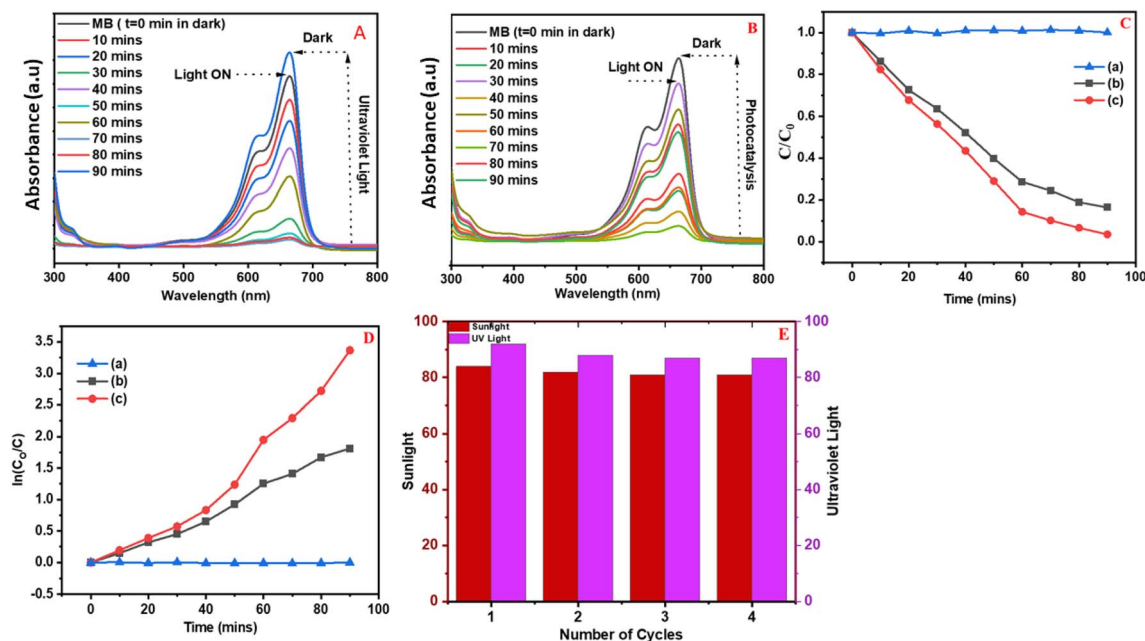 A
MB ( t=0 min in dark)
10 mins
20 mins
30 mins
40 mins
50 mins
60 mins
70 mins
80 mins
90 mins
Dark
Light ON
Ultraviolet Light
Absorbance (a.u)
300 400 500 600 700 800
Wavelength (nm)
B
MB (t=0 min in dark)
10 mins
20 mins
30 mins
40 mins
50 mins
60 mins
70 mins
80 mins
90 mins
Dark
Light ON
Photocatalysis
Absorbance (a.u)
300 400 500 600 700 800
Wavelength (nm)
C
(a)
(b)
(c)
C/C0
1.0
0.8
0.6
0.4
0.2
0.0
0 20 40 60 80 100
Time (mins)
D
(a)
(b)
(c)
ln(C0/C)
3.5
3.0
2.5
2.0
1.5
1.0
0.5
0.0
-0.5
0 20 40 60 80 100
Time (mins)
E
Sunlight
UV Light
Sunlight
100
80
60
40
20
0
Ultraviolet Light
100
80
60
40
20
0
1 2 3 4
Number of Cycles